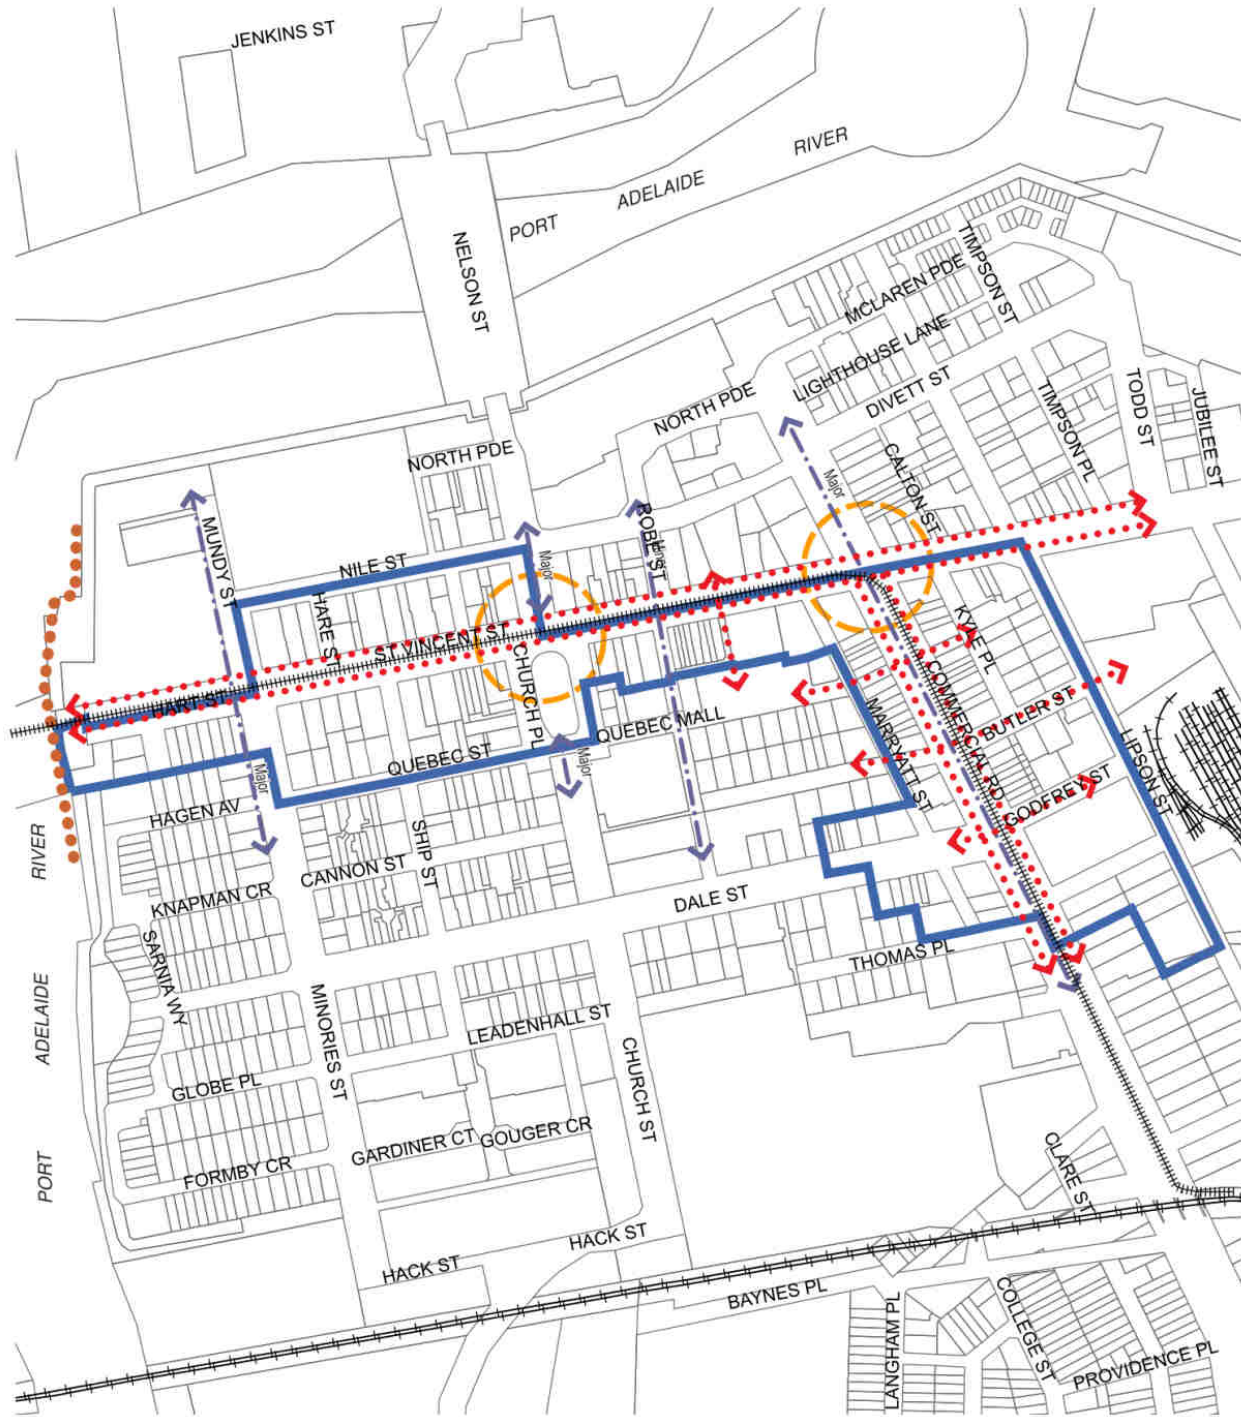 JENKINS ST
RIVER
ADELAIDE
PORT
NELSON ST
TIMPSON ST
MCLAREN PDE
LIGHTHOUSE LANE
DIVETT ST
NORTH PDE
TODD ST
JUBILEE ST
TIMPSON PL
NORTH PDE
CALTON ST
Major
MUNDY ST
ROBE ST
NILE ST
Major
HARE ST
ST VINCENT ST
KYLE PL
CHURCH PL
HART ST
COMMERCIAL RD
BUTLER ST
MARRYATT ST
QUEBEC MALL
QUEBEC ST
LIPSON ST
Major
Major
GODFREY ST
HAGEN AV
SHIP ST
CANNON ST
KNAPMAN CR
DALE ST
RIVER
SARNIA WY
THOMAS PL
ADELAIDE
MINORIES ST
LEADENHALL ST
CHURCH ST
GLOBE PL
GARDINER CT
GOUGER CR
FORMBY CR
CLARE ST
PORT
HACK ST
HACK ST
BAYNES PL
LANGHAM PL
COLLEGE ST
PROVIDENCE PL